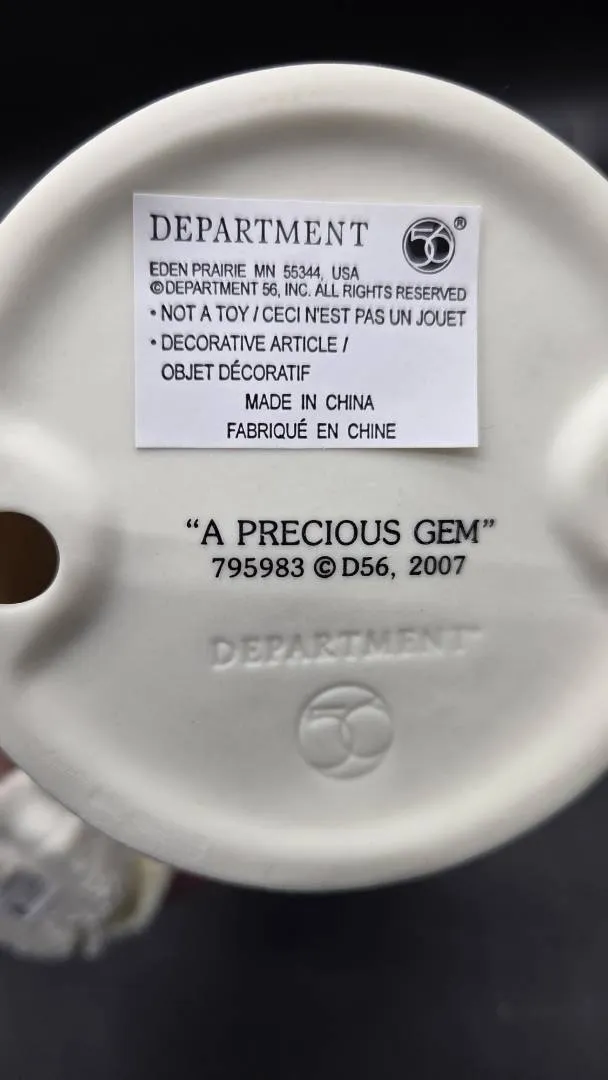 DEPARTMENT 56®
EDEN PRAIRIE MN 55344, USA
©DEPARTMENT 56, INC. ALL RIGHTS RESERVED
• NOT A TOY / CECI N'EST PAS UN JOUET
• DECORATIVE ARTICLE /
OBJET DÉCORATIF
MADE IN CHINA
FABRIQUÉ EN CHINE
“A PRECIOUS GEM”
795983 © D56, 2007
DEPARTMENT™
56